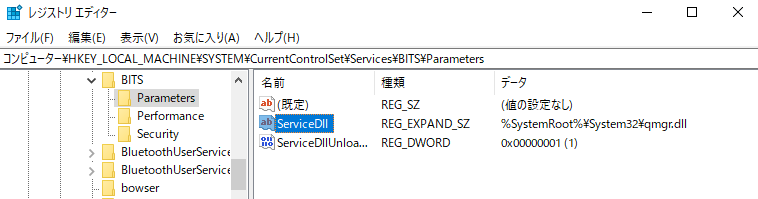 レジストリ エディター
ファイル(F) 編集(E) 表示(V) お気に入り(A) ヘルプ(H)
コンピューター¥HKEY_LOCAL_MACHINE¥SYSTEM¥CurrentControlSet¥Services¥BITS¥Parameters
BITS
Parameters
Performance
Security
BluetoothUserService
BluetoothUserService
bowser
名前 種類 データ
(既定) REG_SZ (値の設定なし)
ServiceDll REG_EXPAND_SZ %SystemRoot%¥System32¥qmgr.dll
ServiceDllUnloa... REG_DWORD 0x00000001 (1)